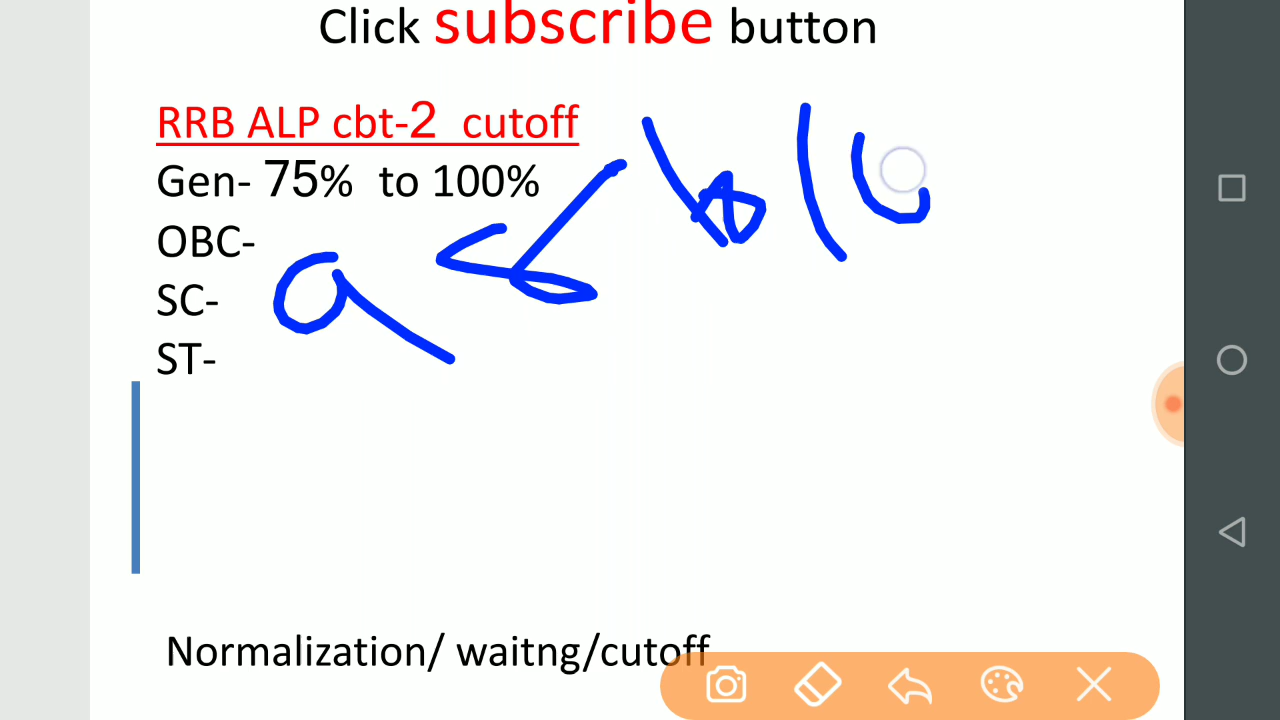 Click subscribe button
RRB ALP cbt-2 cutoff
Gen- 75% to 100%
OBC-
SC-
ST-
Normalization/ waitng/cutoff